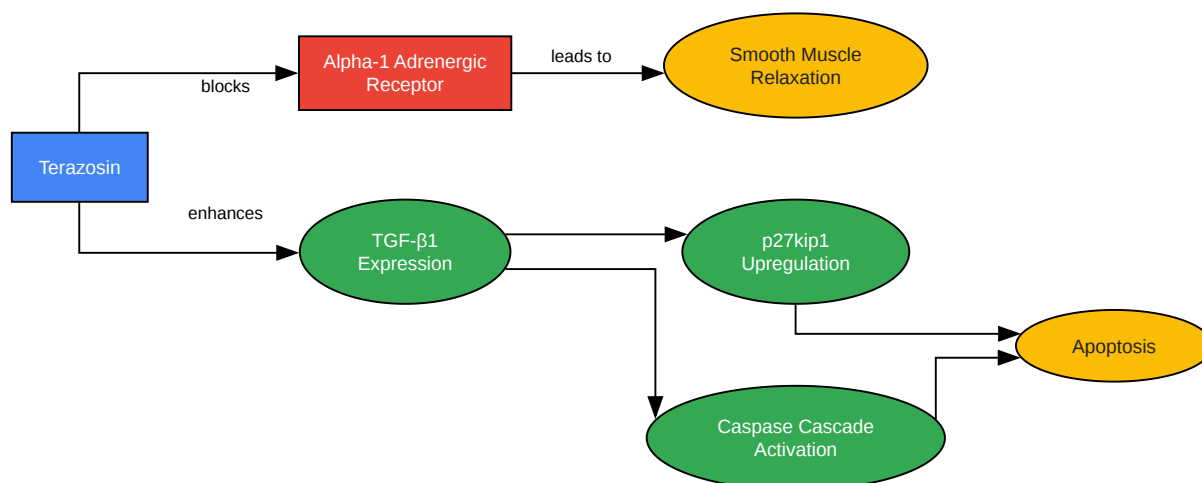 Alpha-1 Adrenergic
Receptor
leads to
Smooth Muscle
Relaxation
blocks
Terazosin
enhances
TGF-β1
Expression
p27kip1
Upregulation
Apoptosis
Caspase Cascade
Activation